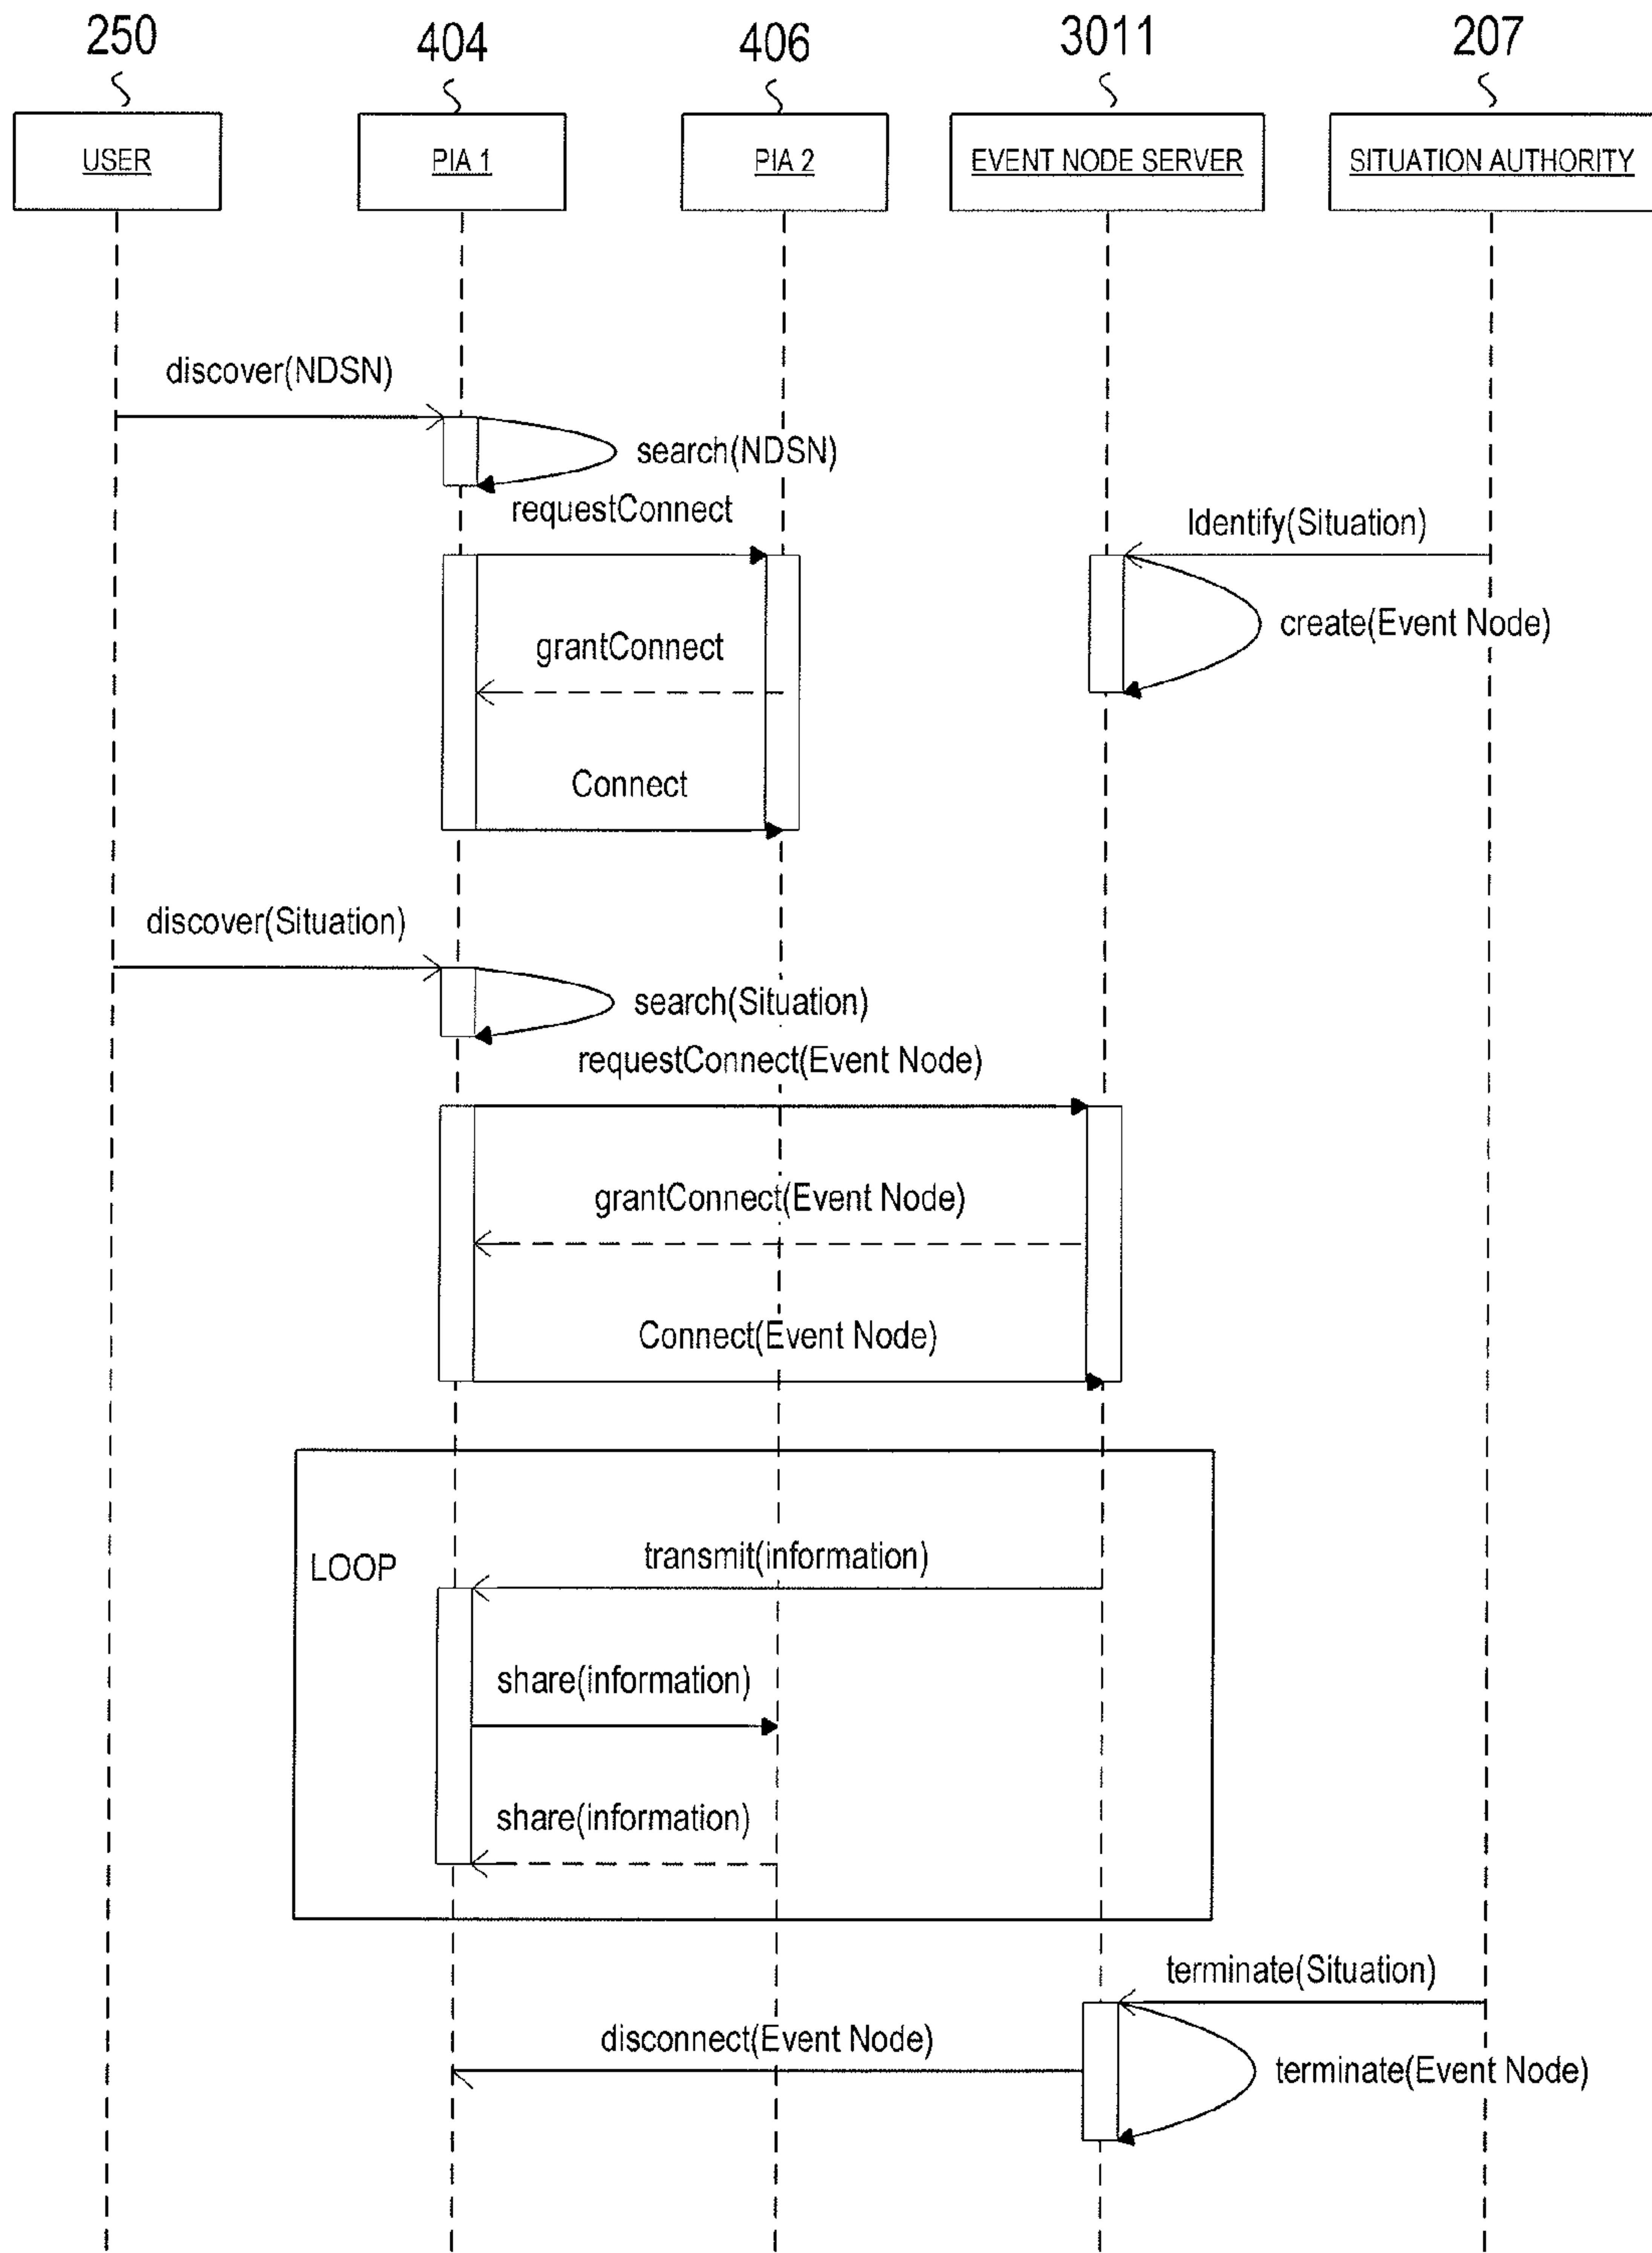 250
404
406
3011
207
USER
PIA 1
PIA 2
EVENT NODE SERVER
SITUATION AUTHORITY
discover(NDSN)
search(NDSN)
requestConnect
Identify(Situation)
create(Event Node)
grantConnect
Connect
discover(Situation)
search(Situation)
requestConnect(Event Node)
grantConnect(Event Node)
Connect(Event Node)
LOOP
transmit(information)
share(information)
share(information)
terminate(Situation)
disconnect(Event Node)
terminate(Event Node)